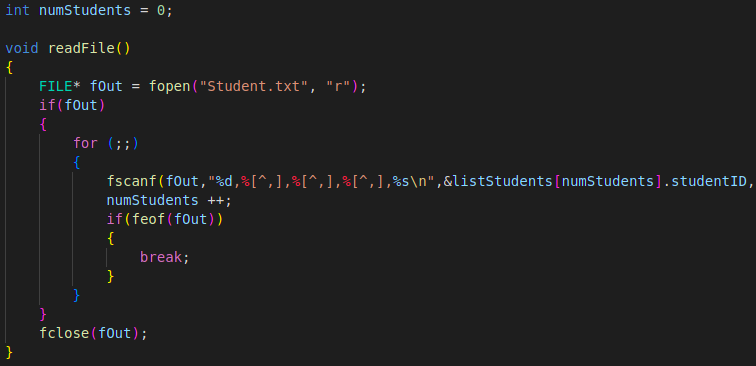 int numStudents = 0;
void readFile()
{
FILE* fOut = fopen("Student.txt", "r");
if(fOut)
{
for (;;)
{
fscanf(fOut,"%d,%[^,],%[^,],%[^,],%s\n",&listStudents[numStudents].studentID,
numStudents ++;
if(feof(fOut))
{
break;
}
}
}
fclose(fOut);
}